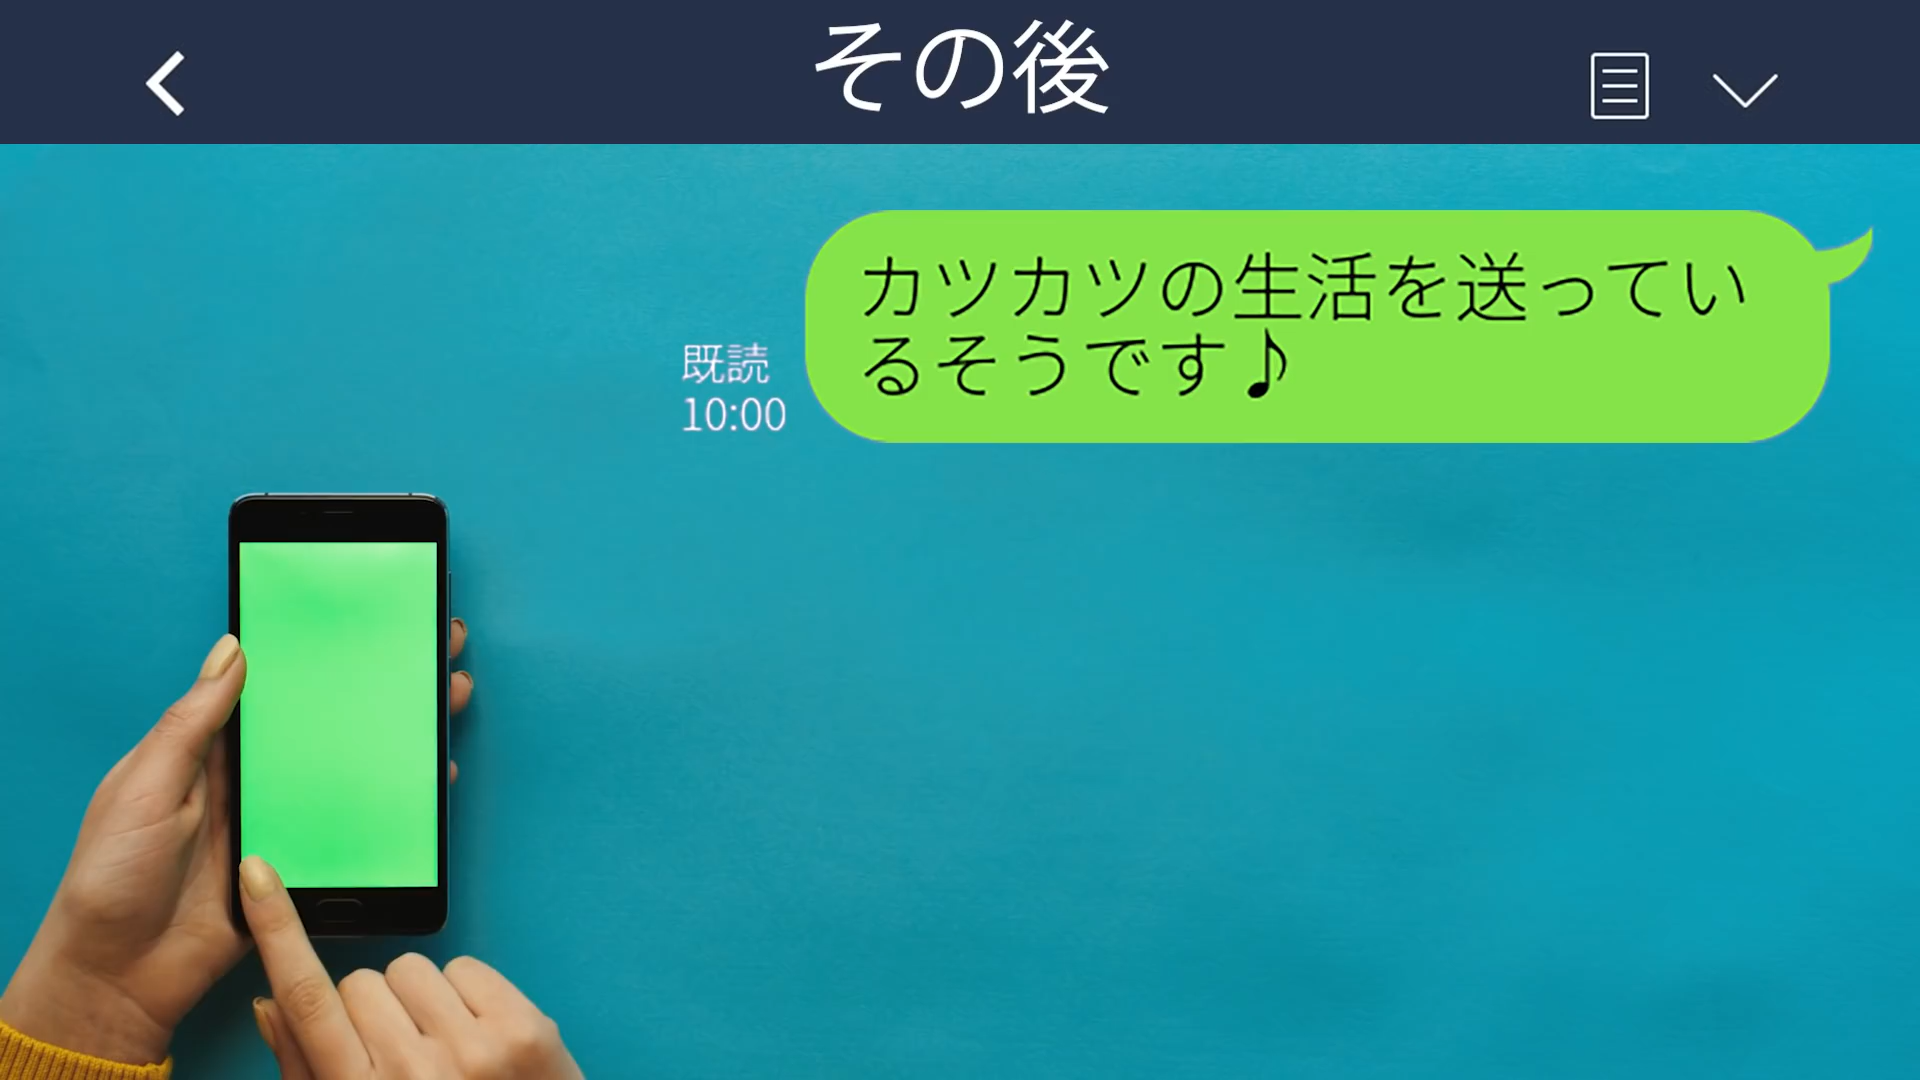 その後
カツカツの生活を送ってい
るそうです♪
既読
10:00